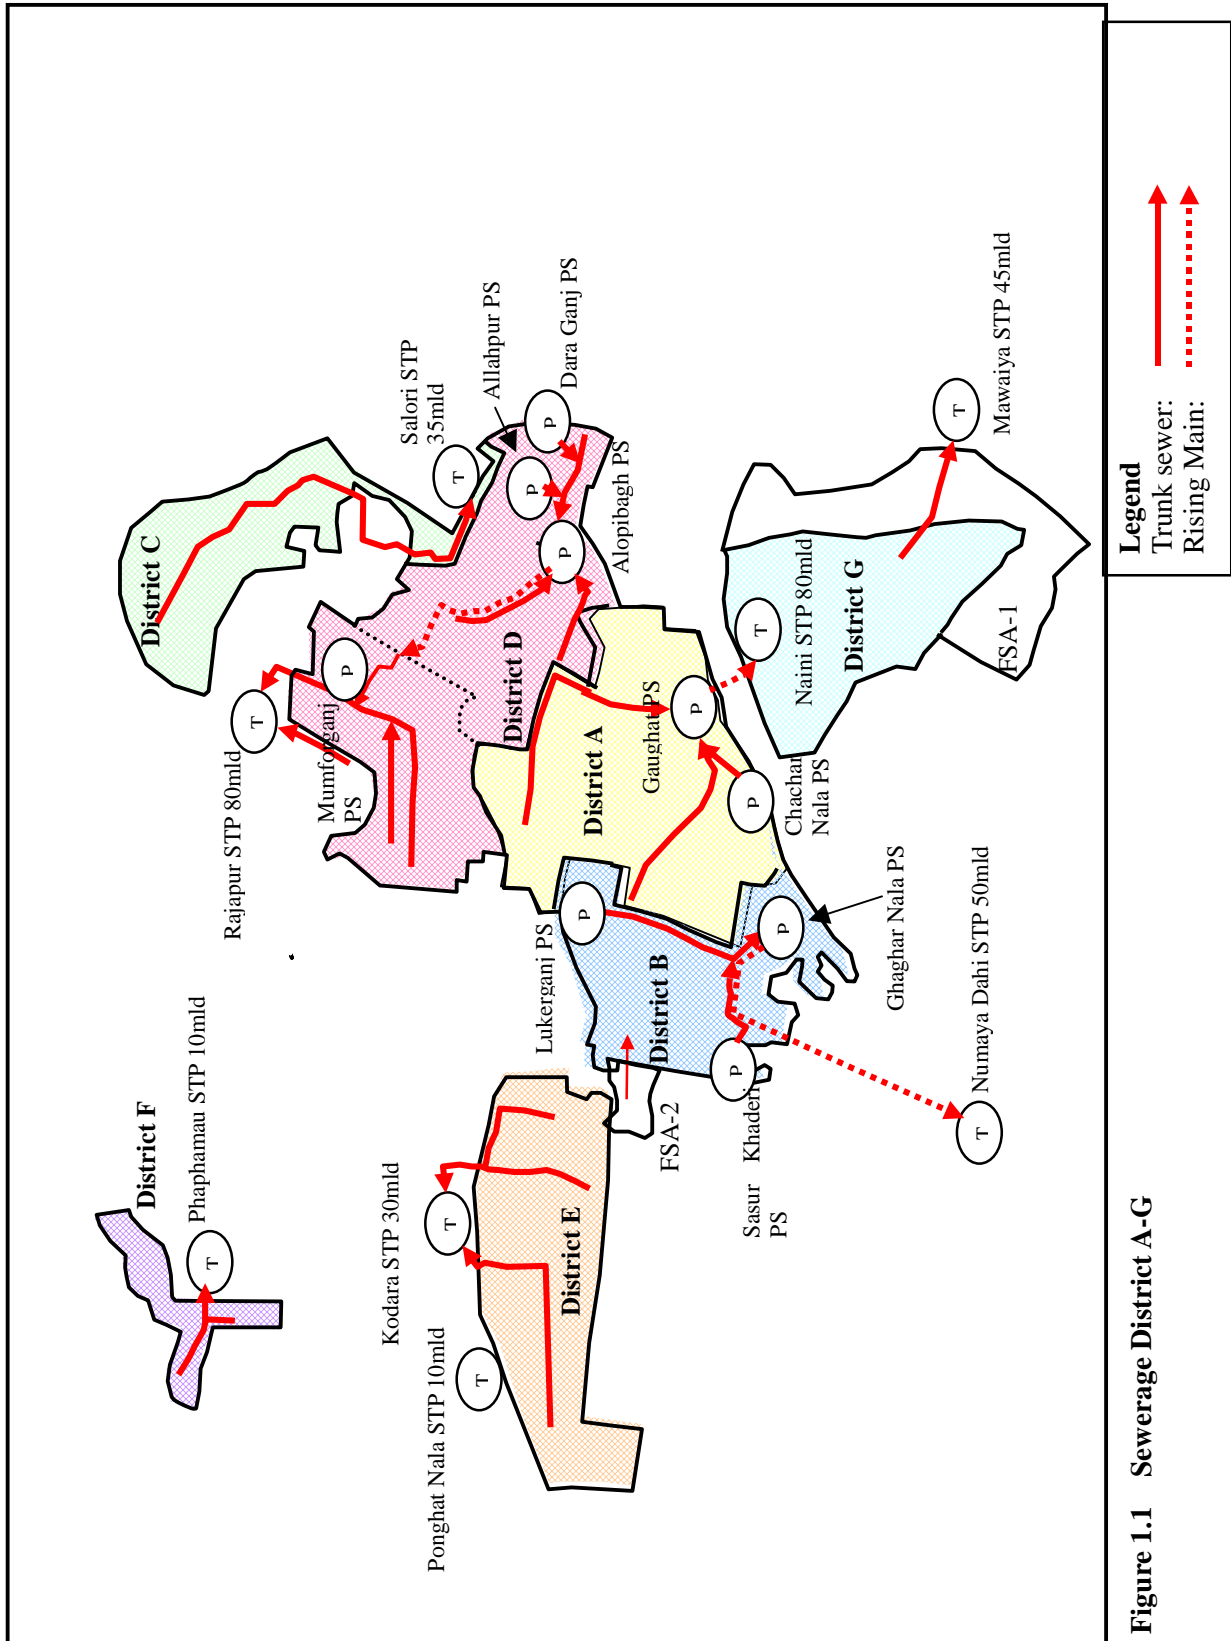 District F
Phaphamau STP 10mld
T
District C
Rajapur STP 80mld
T
Mumforganj
PS
P
Salori STP
35mld
T
Allahpur PS
P
Dara Ganj PS
P
Alopibagh PS
P
District D
Kodara STP 30mld
T
Ponghat Nala STP 10mld
T
District E
Lukerganj PS
P
District A
Gaughat PS
P
District B
FSA-2
Sasur Khaderi
PS
P
Chachar
Nala PS
P
Ghaghar Nala PS
P
Naini STP 80mld
T
District G
FSA-1
Mawaiya STP 45mld
T
Numaya Dahi STP 50mld
T
Legend
Trunk sewer:
Rising Main:
Figure 1.1 Sewerage District A-G